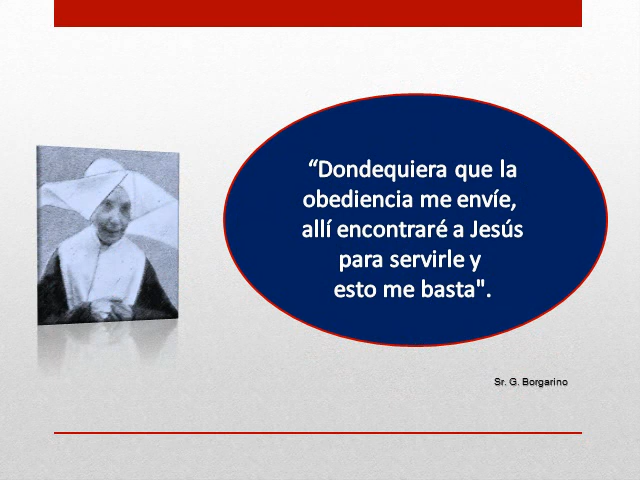 “Dondequiera que la
obediencia me envíe,
allí encontraré a Jesús
para servirle y
esto me basta".
Sr. G. Borgarino